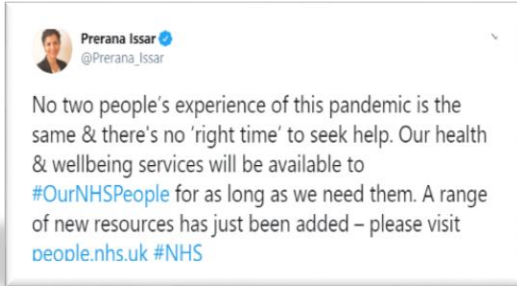 Prerana Issar
@Prerana_Issar
No two people's experience of this pandemic is the
same & there's no 'right time' to seek help. Our health
& wellbeing services will be available to
#OurNHSPeople for as long as we need them. A range
of new resources has just been added – please visit
people.nhs.uk #NHS